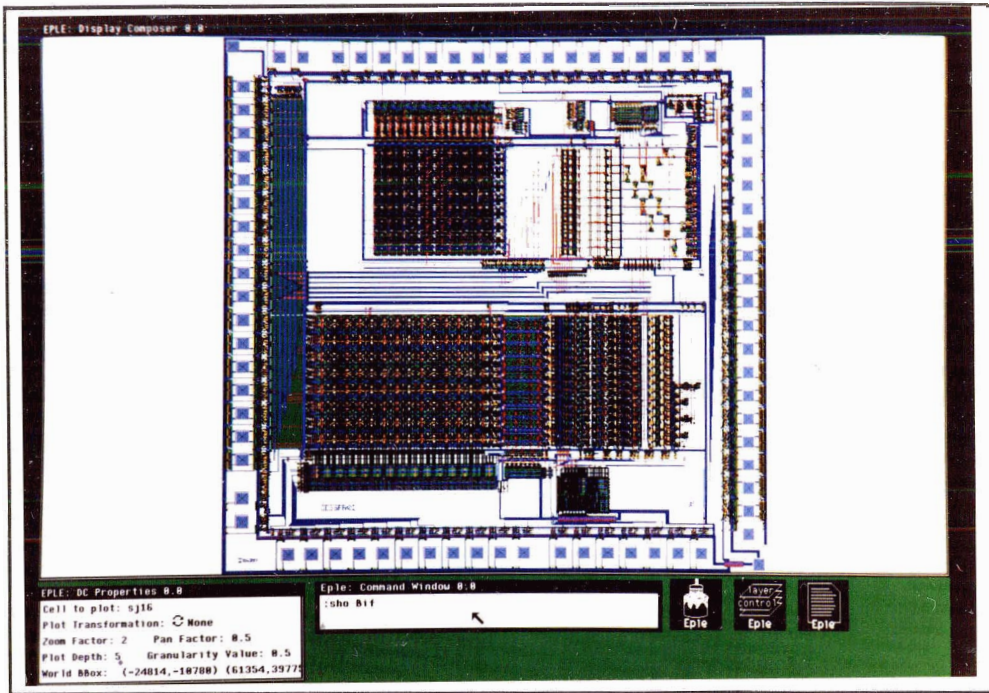 EPLE: Display Composer 0.0
EPLE: DC Properties 0.0
Cell to plot: sj16
Plot Transformation: None
Zoom Factor: 2 Pan Factor: 0.5
Plot Depth: 5 Granularity Value: 0.5
World BBox: (-24814,-10780) (61354,3977
Eple: Command Window 0.0
:sho Bif
Eple
layer
controls
Eple
Eple